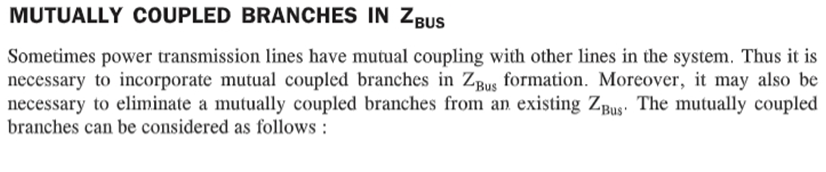 MUTUALLY COUPLED BRANCHES IN ZBUS
Sometimes power transmission lines have mutual coupling with other lines in the system. Thus it is
necessary to incorporate mutual coupled branches in ZBus formation. Moreover, it may also be
necessary to eliminate a mutually coupled branches from an existing ZBus. The mutually coupled
branches can be considered as follows :